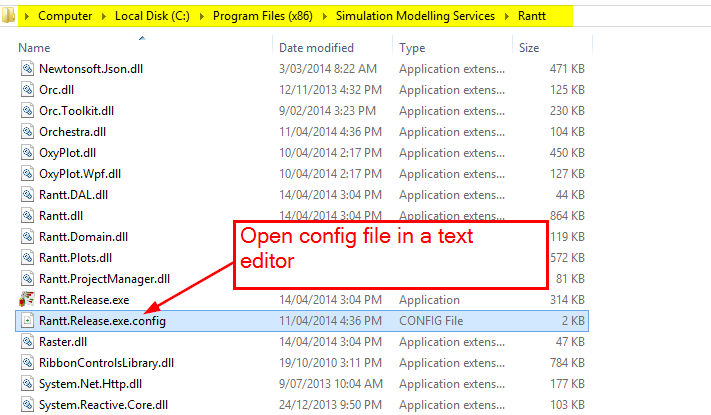 Computer ▸ Local Disk (C:) ▸ Program Files (x86) ▸ Simulation Modelling Services ▸ Rantt
Name Date modified Type Size
Newtonsoft.Json.dll 3/03/2014 8:22 AM Application extens... 471 KB
Orc.dll 12/11/2013 4:32 PM Application extens... 125 KB
Orc.Toolkit.dll 9/02/2014 3:23 PM Application extens... 230 KB
Orchestra.dll 11/04/2014 4:36 PM Application extens... 104 KB
OxyPlot.dll 10/04/2014 2:17 PM Application extens... 450 KB
OxyPlot.Wpf.dll 10/04/2014 2:17 PM Application extens... 127 KB
Rantt.DAL.dll 14/04/2014 3:04 PM Application extens... 44 KB
Rantt.dll 14/04/2014 3:04 PM Application extens... 864 KB
Rantt.Domain.dll 119 KB
Rantt.Plots.dll 572 KB
Rantt.ProjectManager.dll 81 KB
Open config file in a text
editor
Rantt.Release.exe 14/04/2014 3:04 PM Application 314 KB
Rantt.Release.exe.config 11/04/2014 4:36 PM CONFIG File 2 KB
Raster.dll 14/04/2014 3:04 PM Application extens... 47 KB
RibbonControlsLibrary.dll 19/10/2010 3:11 PM Application extens... 784 KB
System.Net.Http.dll 9/07/2013 10:04 AM Application extens... 177 KB
System.Reactive.Core.dll 24/12/2013 9:50 PM Application extens... 103 KB